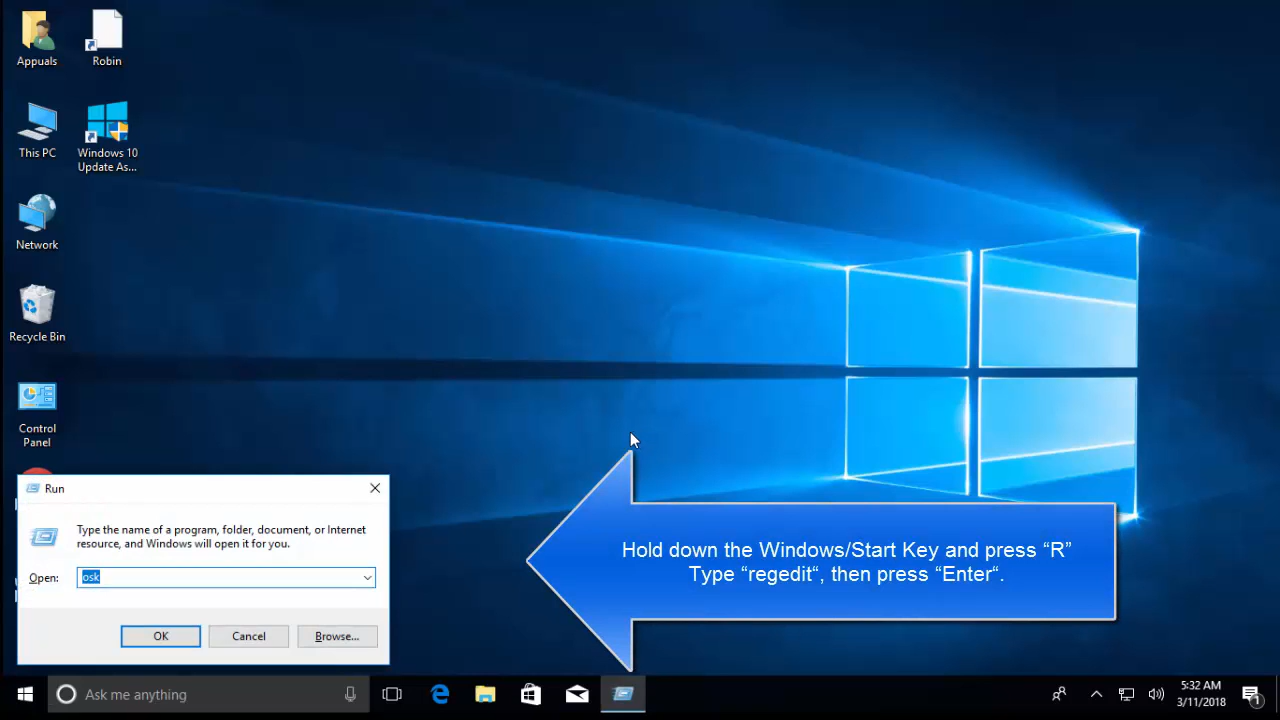 Appuals
Robin
This PC
Windows 10
Update As...
Network
Recycle Bin
Control
Panel
Run
Type the name of a program, folder, document, or Internet
resource, and Windows will open it for you.
Open:
osk
OK
Cancel
Browse...
Hold down the Windows/Start Key and press “R”
Type “regedit“, then press “Enter“.
Ask me anything
5:32 AM
3/11/2018
1